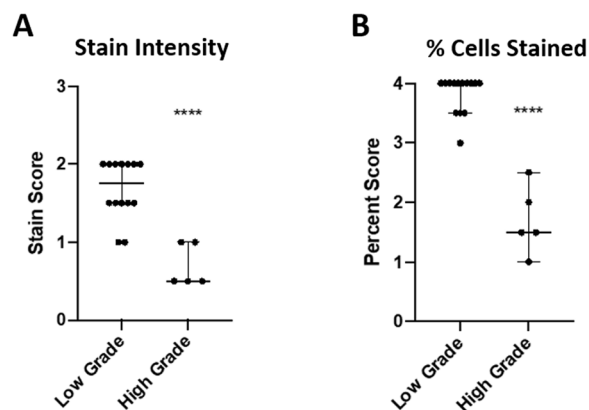 A
Stain Intensity
3
2
1
0
Stain Score
****
Low Grade
High Grade
B
% Cells Stained
4
3
2
1
0
Percent Score
****
Low Grade
High Grade